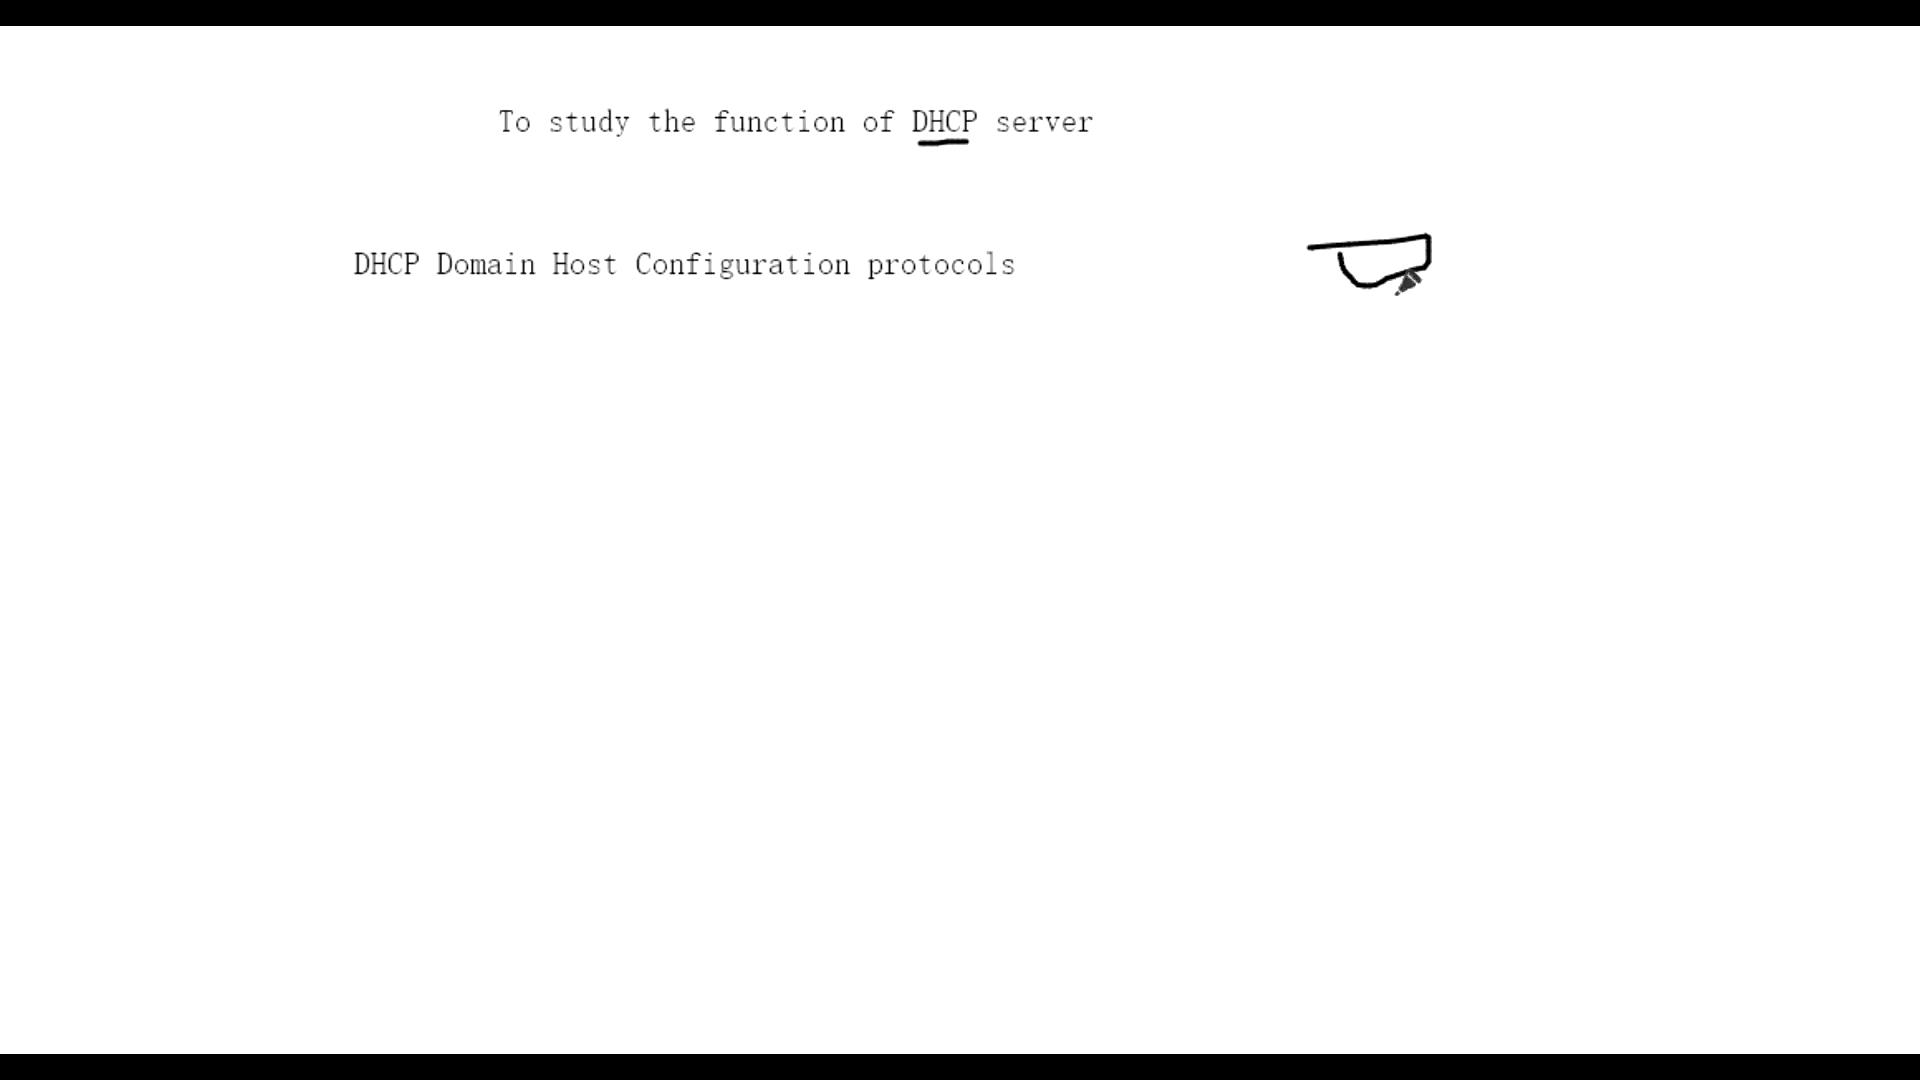 To study the function of DHCP server
DHCP Domain Host Configuration protocols